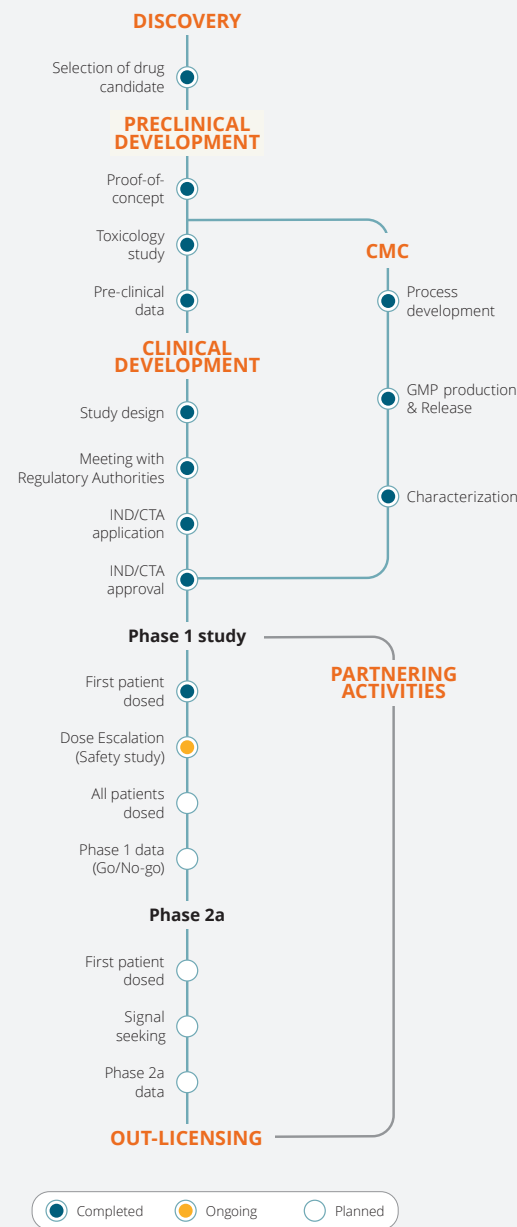 DISCOVERY
Selection of drug
candidate
PRECLINICAL
DEVELOPMENT
Proof-of-
concept
Toxicology
study
Pre-clinical
data
CMC
Process
development
GMP production
& Release
Characterization
CLINICAL
DEVELOPMENT
Study design
Meeting with
Regulatory Authorities
IND/CTA
application
IND/CTA
approval
Phase 1 study
PARTNERING
ACTIVITIES
First patient
dosed
Dose Escalation
(Safety study)
All patients
dosed
Phase 1 data
(Go/No-go)
Phase 2a
First patient
dosed
Signal
seeking
Phase 2a
data
OUT-LICENSING
Completed
Ongoing
Planned